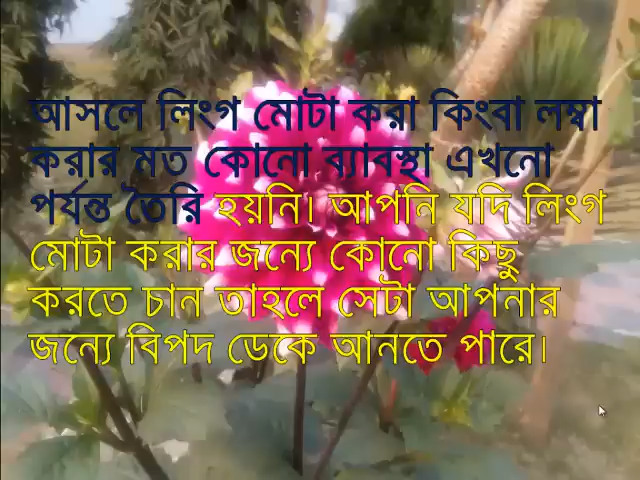 আসলে লিংগ মোটা করা কিংবা লম্বা
করার মত কোনো ব্যাবস্থা এখনো
পর্যন্ত তৈরি হয়নি। আপনি যদি লিংগ
মোটা করার জন্যে কোনো কিছু
করতে চান তাহলে সেটা আপনার
জন্যে বিপদ ডেকে আনতে পারে।